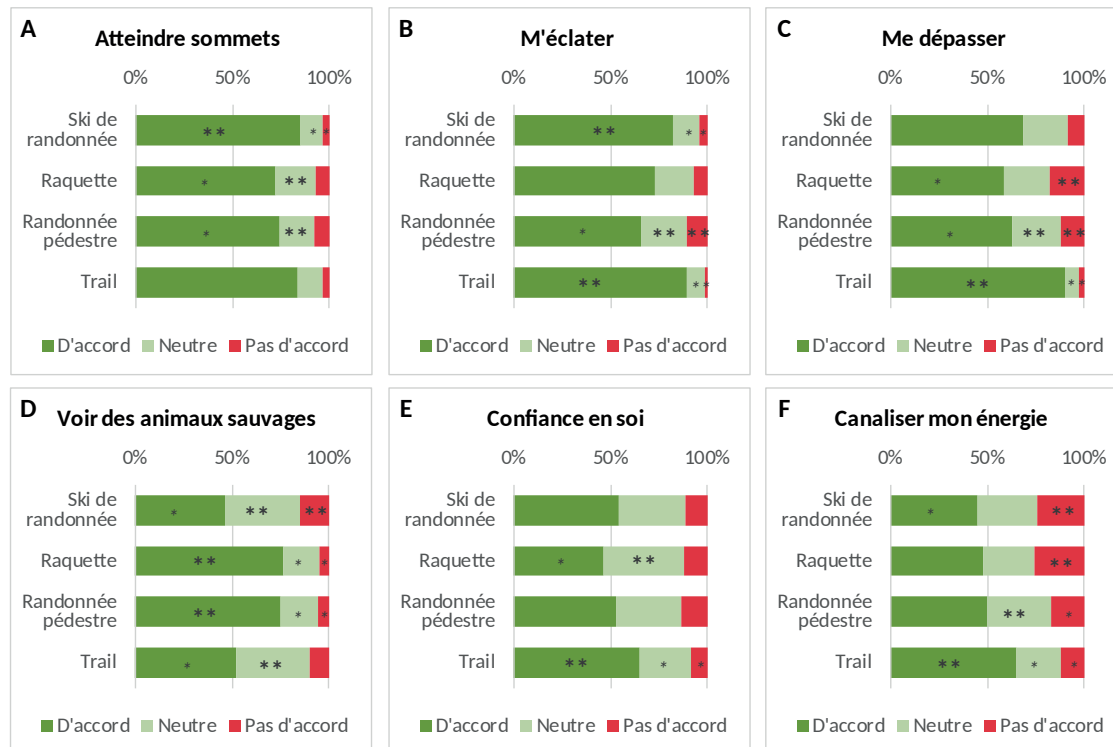 A
Atteindre sommets
0% 50% 100%
Ski de
randonnée
** * *
Raquette
* **
Randonnée
pédestre
* **
Trail
D'accord Neutre Pas d'accord
B
M'éclater
0% 50% 100%
Ski de
randonnée
** * *
Raquette
Randonnée
pédestre
* ** **
Trail
** * *
D'accord Neutre Pas d'accord
C
Me dépasser
0% 50% 100%
Ski de
randonnée
Raquette
* **
Randonnée
pédestre
* ** **
Trail
** * *
D'accord Neutre Pas d'accord
D
Voir des animaux sauvages
0% 50% 100%
Ski de
randonnée
* ** **
Raquette
** * *
Randonnée
pédestre
** * *
Trail
* **
D'accord Neutre Pas d'accord
E
Confiance en soi
0% 50% 100%
Ski de
randonnée
Raquette
* **
Randonnée
pédestre
Trail
** * *
D'accord Neutre Pas d'accord
F
Canaliser mon énergie
0% 50% 100%
Ski de
randonnée
* **
Raquette
**
Randonnée
pédestre
** *
Trail
** * *
D'accord Neutre Pas d'accord